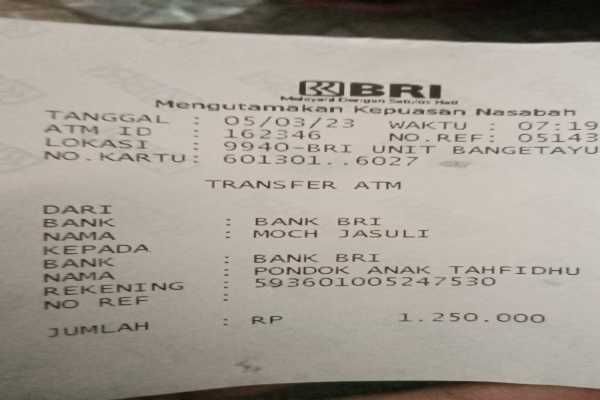 BRI
Melayani Dengan Setulus Hati
Mengutamakan Kepuasan Nasabah
TANGGAL : 05/03/23 WAKTU : 07:19
ATM ID : 162346 NO.REF: 05143
LOKASI : 9940-BRI UNIT BANGETAYU
NO.KARTU: 601301..6027
TRANSFER ATM
DARI
BANK : BANK BRI
NAMA : MOCH JASULI
KEPADA
BANK : BANK BRI
NAMA : PONDOK ANAK TAHFIDHU
REKENING : 593601005247530
NO REF :
JUMLAH : RP 1.250.000